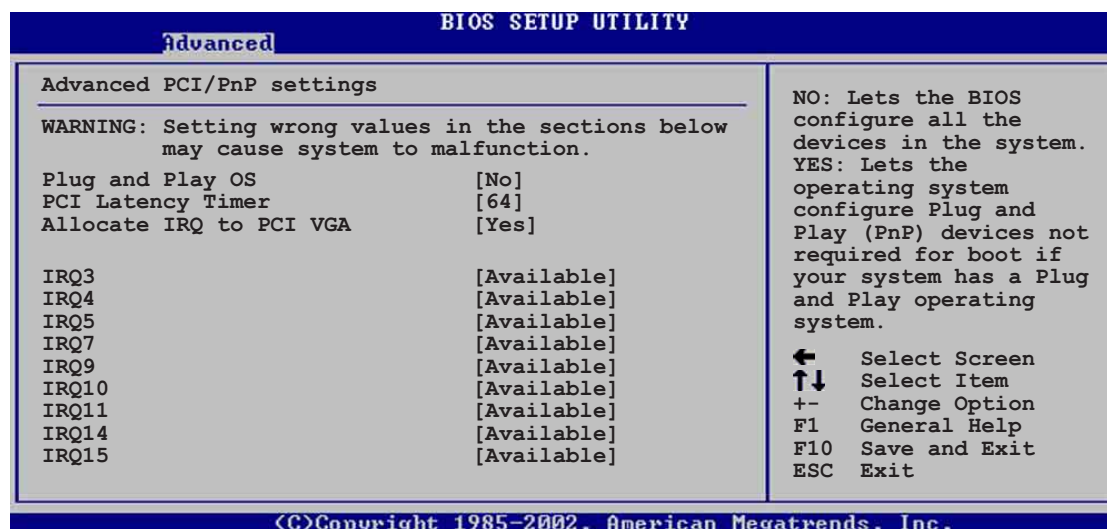 BIOS SETUP UTILITY
Advanced
Advanced PCI/PnP settings
WARNING: Setting wrong values in the sections below
may cause system to malfunction.
Plug and Play OS [No]
PCI Latency Timer [64]
Allocate IRQ to PCI VGA [Yes]
IRQ3 [Available]
IRQ4 [Available]
IRQ5 [Available]
IRQ7 [Available]
IRQ9 [Available]
IRQ10 [Available]
IRQ11 [Available]
IRQ14 [Available]
IRQ15 [Available]
NO: Lets the BIOS
configure all the
devices in the system.
YES: Lets the
operating system
configure Plug and
Play (PnP) devices not
required for boot if
your system has a Plug
and Play operating
system.
← Select Screen
↑↓ Select Item
+- Change Option
F1 General Help
F10 Save and Exit
ESC Exit
(C)Copyright 1985-2002, American Megatrends, Inc.